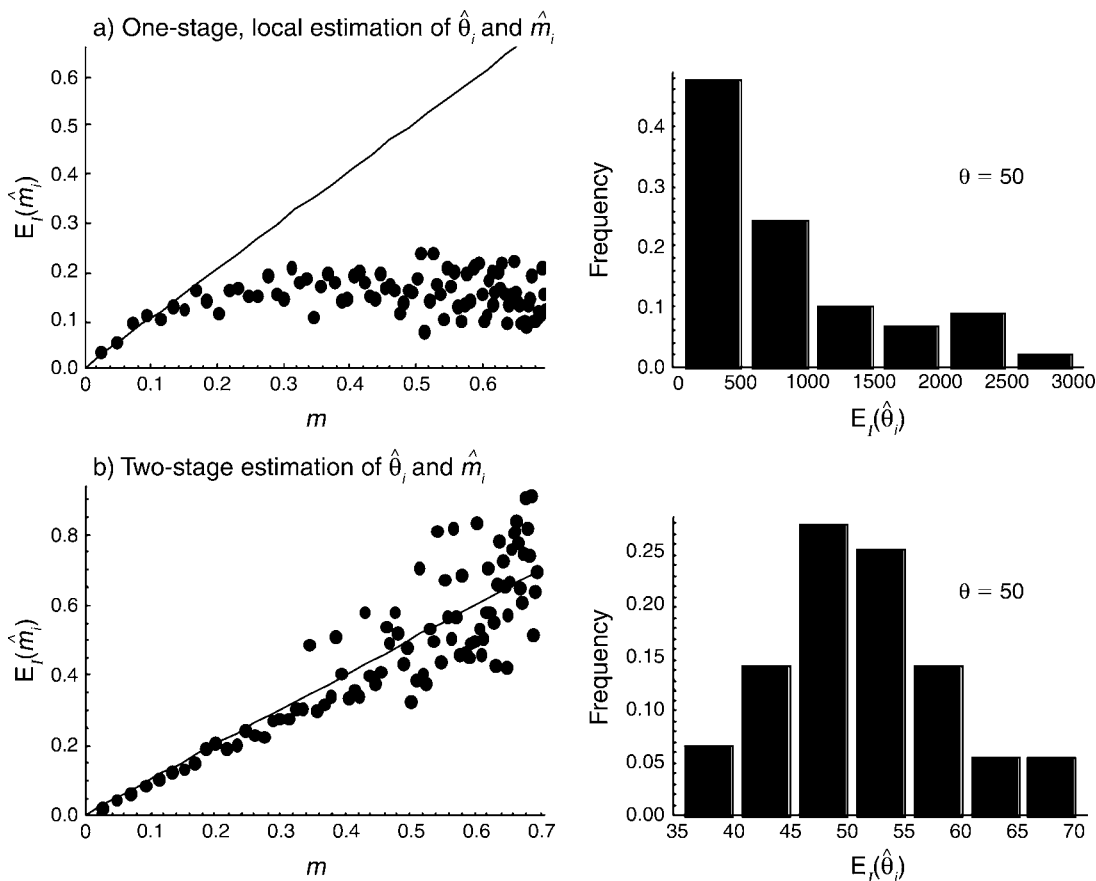 a) One-stage, local estimation of θ̂ᵢ and m̂ᵢ
0.6
0.5
0.4
0.3
0.2
0.1
0.0
E_I(m̂ᵢ)
0 0.1 0.2 0.3 0.4 0.5 0.6
m
0.4
0.3
0.2
0.1
0.0
Frequency
θ = 50
0 500 1000 1500 2000 2500 3000
E_I(θ̂ᵢ)
b) Two-stage estimation of θ̂ᵢ and m̂ᵢ
0.8
0.6
0.4
0.2
0.0
E_I(m̂ᵢ)
0 0.1 0.2 0.3 0.4 0.5 0.6 0.7
m
0.25
0.15
0.10
0.05
0.00
Frequency
θ = 50
35 40 45 50 55 60 65 70
E_I(θ̂ᵢ)